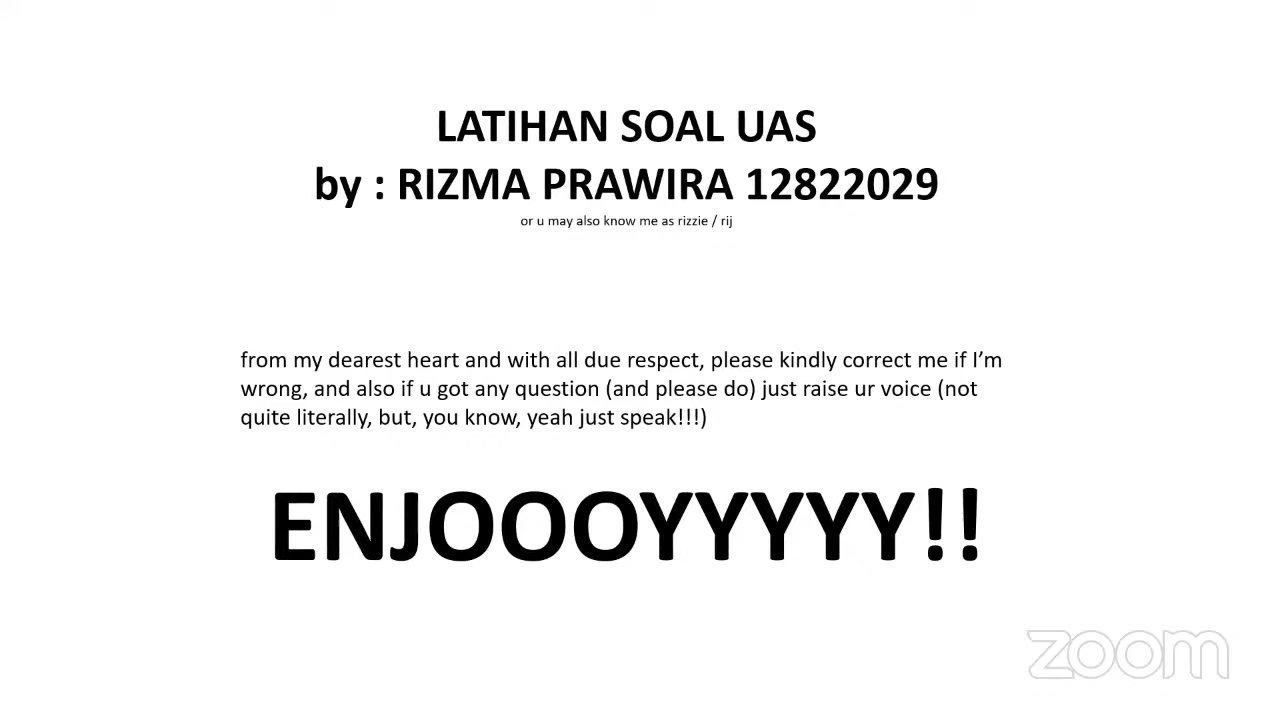 LATIHAN SOAL UAS
by : RIZMA PRAWIRA 12822029
or u may also know me as rizzie / rij
from my dearest heart and with all due respect, please kindly correct me if I’m
wrong, and also if u got any question (and please do) just raise ur voice (not
quite literally, but, you know, yeah just speak!!!)
ENJOOOYYYYY!!
zoom